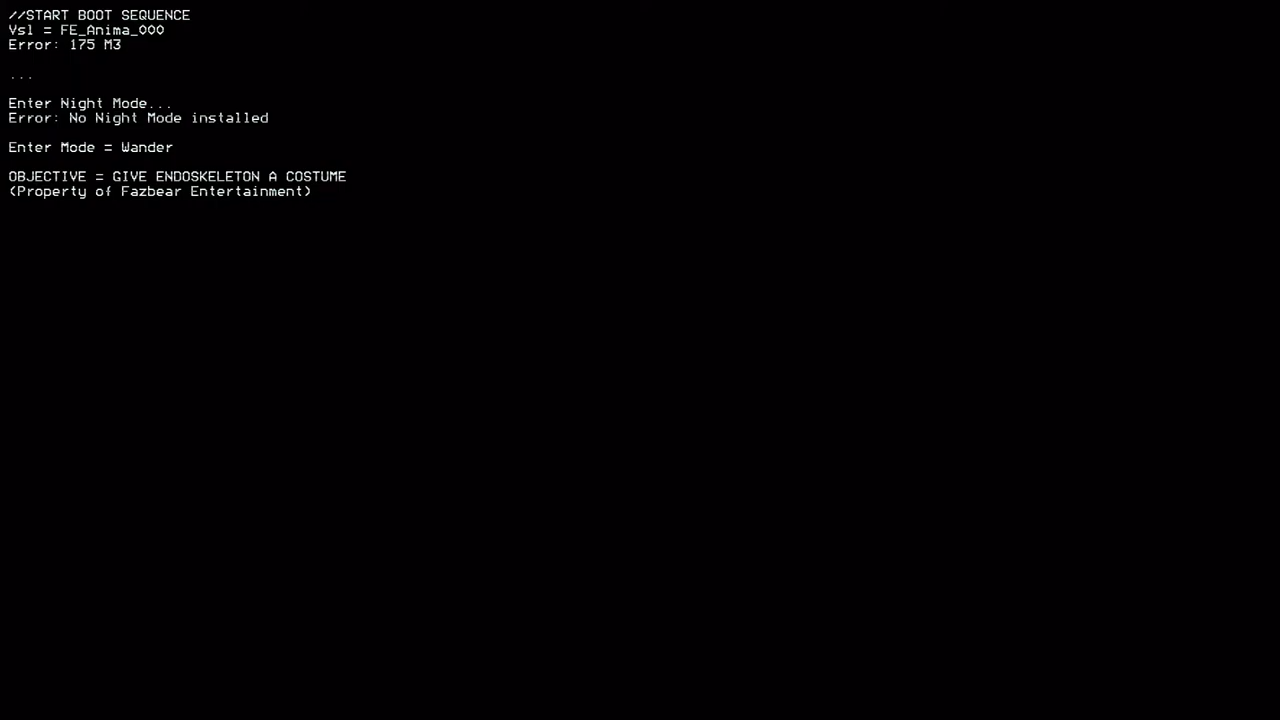 //START BOOT SEQUENCE
Vsl = FE_Anima_000
Error: 175 M3
...
Enter Night Mode...
Error: No Night Mode installed
Enter Mode = Wander
OBJECTIVE = GIVE ENDOSKELETON A COSTUME
(Property of Fazbear Entertainment)